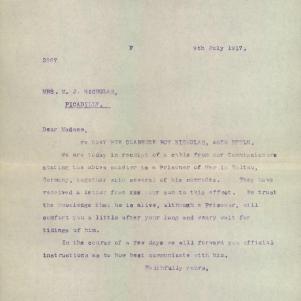 F 9th July 1917,
MRS. M. J. NICHOLAS,
PICADILLY.
Dear Madame,
CLARENCE ROY NICHOLAS,
We are today in receipt of a cable from our Commissioners
stating the above soldier is a Prisoner of War in
Germany, together with several of his comrades. They have
received a letter from your son to this effect. We trust
the knowledge that he is alive, although a Prisoner, will
comfort you a little after your long and weary wait for
tidings of him.
In the course of a few days we will forward you official
instructions as to how best communicate with him,
Faithfully yours,